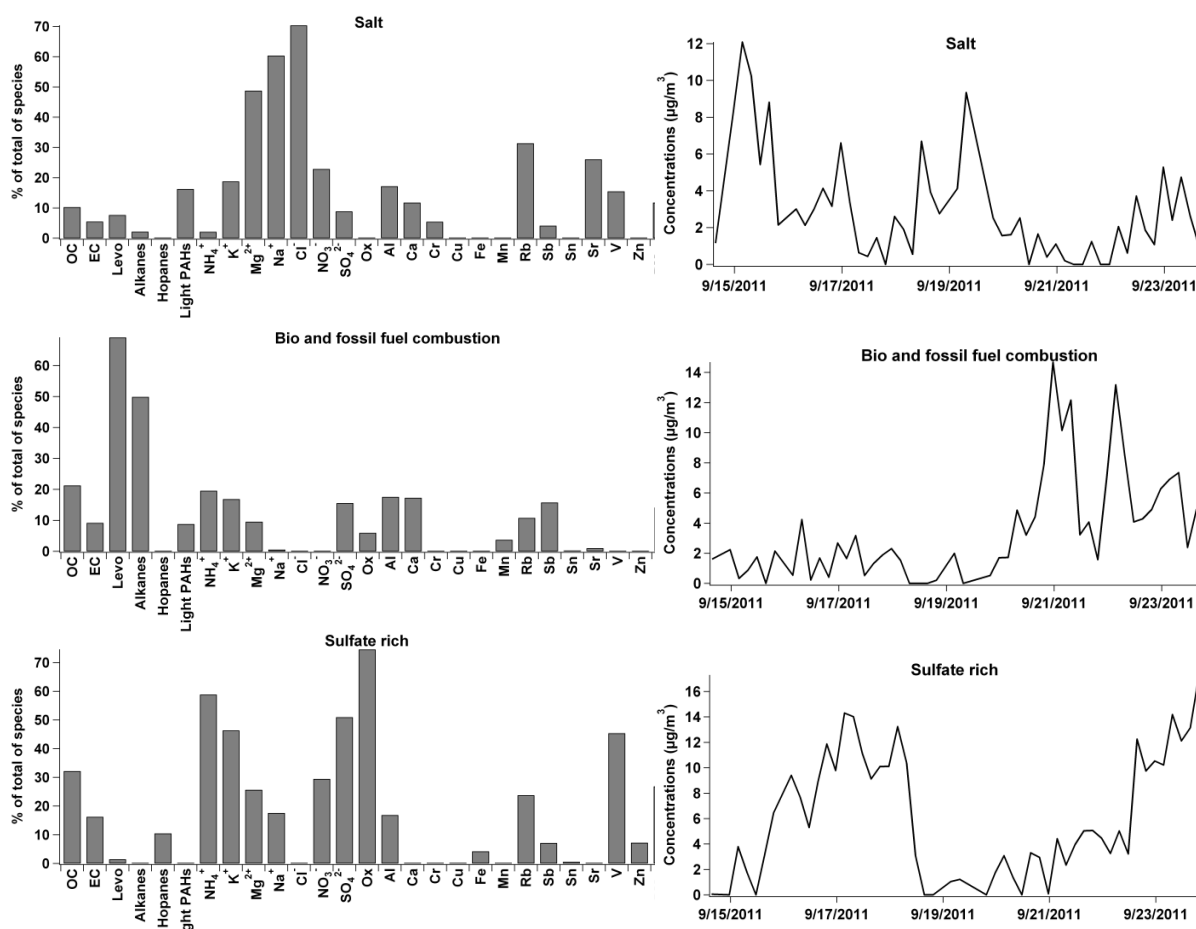 Salt
% of total of species
70
60
50
40
30
20
10
0
OC
EC
Levo
Alkanes
Hopanes
Light PAHs
NH₄⁺
K⁺
Mg²⁺
Na⁺
Cl⁻
NO₃⁻
SO₄²⁻
Ox
Al
Ca
Cr
Cu
Fe
Mn
Rb
Sb
Sn
Sr
V
Zn
Salt
Concentrations (µg/m³)
12
10
8
6
4
2
0
9/15/2011
9/17/2011
9/19/2011
9/21/2011
9/23/2011
Bio and fossil fuel combustion
% of total of species
60
50
40
30
20
10
0
OC
EC
Levo
Alkanes
Hopanes
Light PAHs
NH₄⁺
K⁺
Mg²⁺
Na⁺
Cl⁻
NO₃⁻
SO₄²⁻
Ox
Al
Ca
Cr
Cu
Fe
Mn
Rb
Sb
Sn
Sr
V
Zn
Bio and fossil fuel combustion
Concentrations (µg/m³)
14
12
10
8
6
4
2
0
9/15/2011
9/17/2011
9/19/2011
9/21/2011
9/23/2011
Sulfate rich
% of total of species
70
60
50
40
30
20
10
0
OC
EC
Levo
Alkanes
Hopanes
Light PAHs
NH₄⁺
K⁺
Mg²⁺
Na⁺
Cl⁻
NO₃⁻
SO₄²⁻
Ox
Al
Ca
Cr
Cu
Fe
Mn
Rb
Sb
Sn
Sr
V
Zn
Sulfate rich
Concentrations (µg/m³)
16
14
12
10
8
6
4
2
0
9/15/2011
9/17/2011
9/19/2011
9/21/2011
9/23/2011